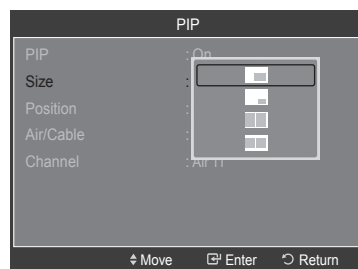 PIP
PIP : On
Size :
Position :
Air/Cable :
Channel : Air 11
Move Enter Return